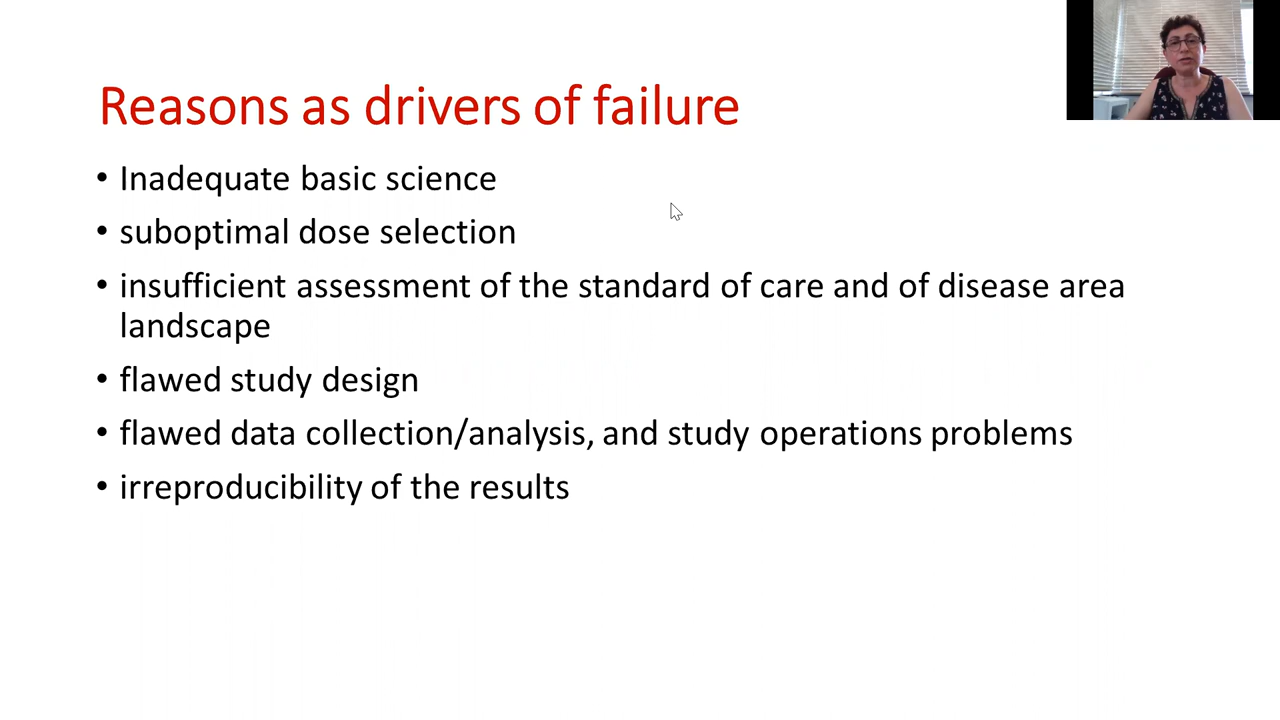 Reasons as drivers of failure
• Inadequate basic science
• suboptimal dose selection
• insufficient assessment of the standard of care and of disease area
landscape
• flawed study design
• flawed data collection/analysis, and study operations problems
• irreproducibility of the results